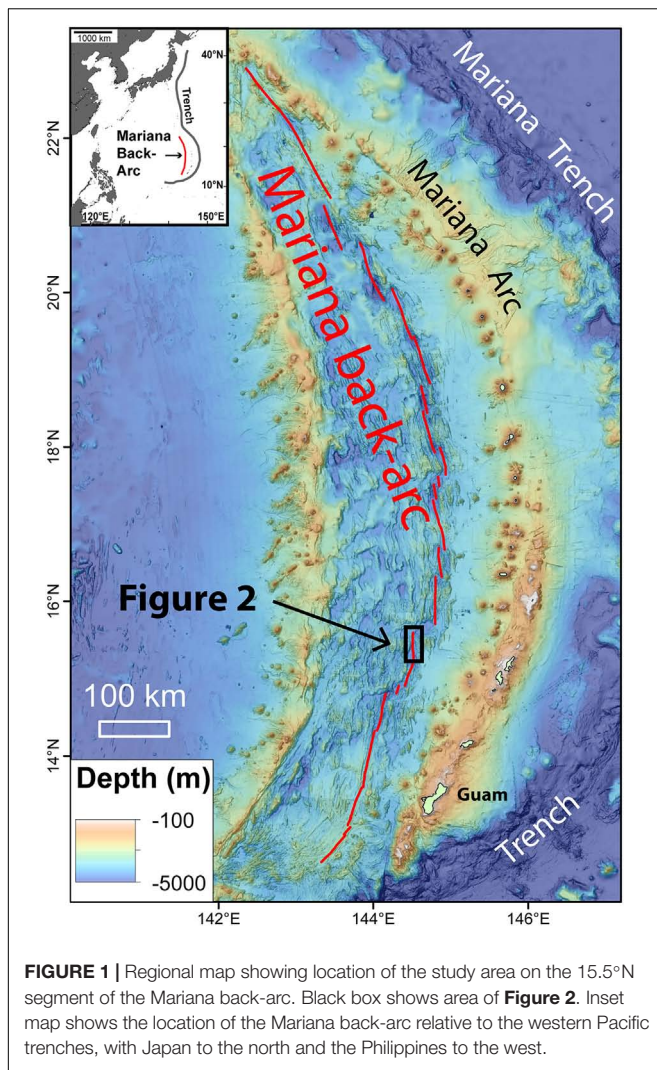 1000 km
40°N
Trench
Mariana
Back-
Arc
10°N
120°E
150°E
Mariana Trench
Mariana Arc
Mariana back-arc
22°N
20°N
18°N
16°N
14°N
Figure 2
100 km
Depth (m)
-100
-5000
Guam
Trench
142°E
144°E
146°E
FIGURE 1 | Regional map showing location of the study area on the 15.5°N
segment of the Mariana back-arc. Black box shows area of Figure 2. Inset
map shows the location of the Mariana back-arc relative to the western Pacific
trenches, with Japan to the north and the Philippines to the west.